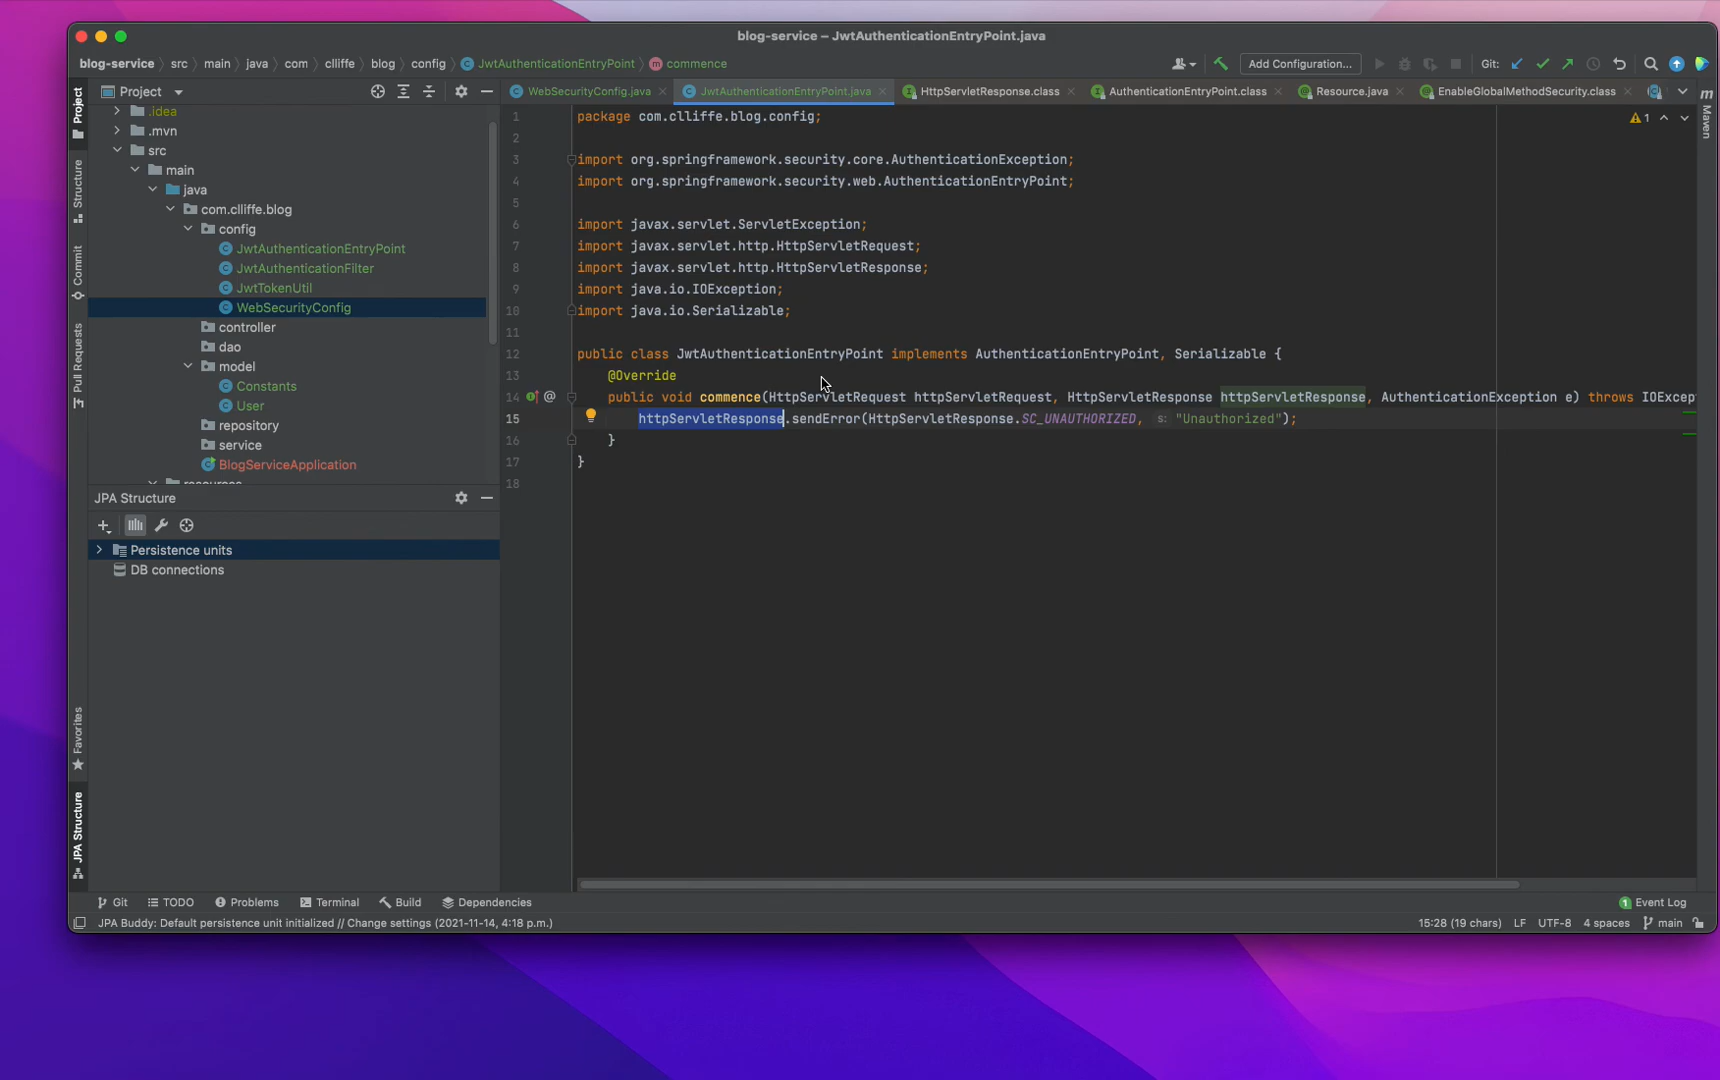 blog-service – JwtAuthenticationEntryPoint.java
blog-service src main java com clliffe blog config JwtAuthenticationEntryPoint commence
Add Configuration...
Git:
Project
WebSecurityConfig.java
JwtAuthenticationEntryPoint.java
HttpServletResponse.class
AuthenticationEntryPoint.class
Resource.java
EnableGlobalMethodSecurity.class
Project
Structure
Commit
Pull Requests
Favorites
JPA Structure
.idea
.mvn
src
main
java
com.clliffe.blog
config
JwtAuthenticationEntryPoint
JwtAuthenticationFilter
JwtTokenUtil
WebSecurityConfig
controller
dao
model
Constants
User
repository
service
BlogServiceApplication
resources
JPA Structure
Persistence units
DB connections
1 package com.clliffe.blog.config;
2
3 import org.springframework.security.core.AuthenticationException;
4 import org.springframework.security.web.AuthenticationEntryPoint;
5
6 import javax.servlet.ServletException;
7 import javax.servlet.http.HttpServletRequest;
8 import javax.servlet.http.HttpServletResponse;
9 import java.io.IOException;
10 import java.io.Serializable;
11
12 public class JwtAuthenticationEntryPoint implements AuthenticationEntryPoint, Serializable {
13 @Override
14 @ public void commence(HttpServletRequest httpServletRequest, HttpServletResponse httpServletResponse, AuthenticationException e) throws IOExcep
15 httpServletResponse.sendError(HttpServletResponse.SC_UNAUTHORIZED, s: "Unauthorized");
16 }
17 }
18
1
Maven
Git TODO Problems Terminal Build Dependencies
1 Event Log
JPA Buddy: Default persistence unit initialized // Change settings (2021-11-14, 4:18 p.m.)
15:28 (19 chars) LF UTF-8 4 spaces main